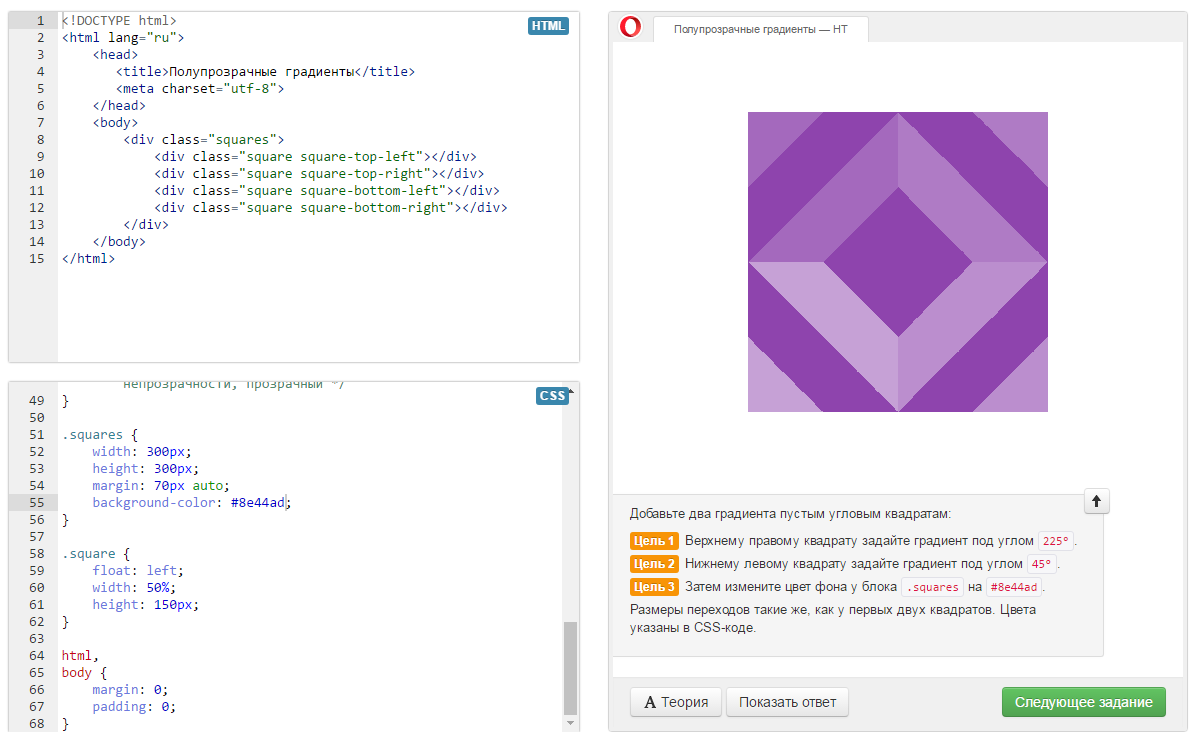 1 <!DOCTYPE html>
HTML
2 <html lang="ru">
3 <head>
4 <title>Полупрозрачные градиенты</title>
5 <meta charset="utf-8">
6 </head>
7 <body>
8 <div class="squares">
9 <div class="square square-top-left"></div>
10 <div class="square square-top-right"></div>
11 <div class="square square-bottom-left"></div>
12 <div class="square square-bottom-right"></div>
13 </div>
14 </body>
15 </html>
непрозрачности, прозрачный */
CSS
49 }
50
51 .squares {
52 width: 300px;
53 height: 300px;
54 margin: 70px auto;
55 background-color: #8e44ad;
56 }
57
58 .square {
59 float: left;
60 width: 50%;
61 height: 150px;
62 }
63
64 html,
65 body {
66 margin: 0;
67 padding: 0;
68 }
Полупрозрачные градиенты — HT
Добавьте два градиента пустым угловым квадратам:
Цель 1 Верхнему правому квадрату задайте градиент под углом 225° .
Цель 2 Нижнему левому квадрату задайте градиент под углом 45° .
Цель 3 Затем измените цвет фона у блока .squares на #8e44ad .
Размеры переходов такие же, как у первых двух квадратов. Цвета
указаны в CSS-коде.
A Теория
Показать ответ
Следующее задание